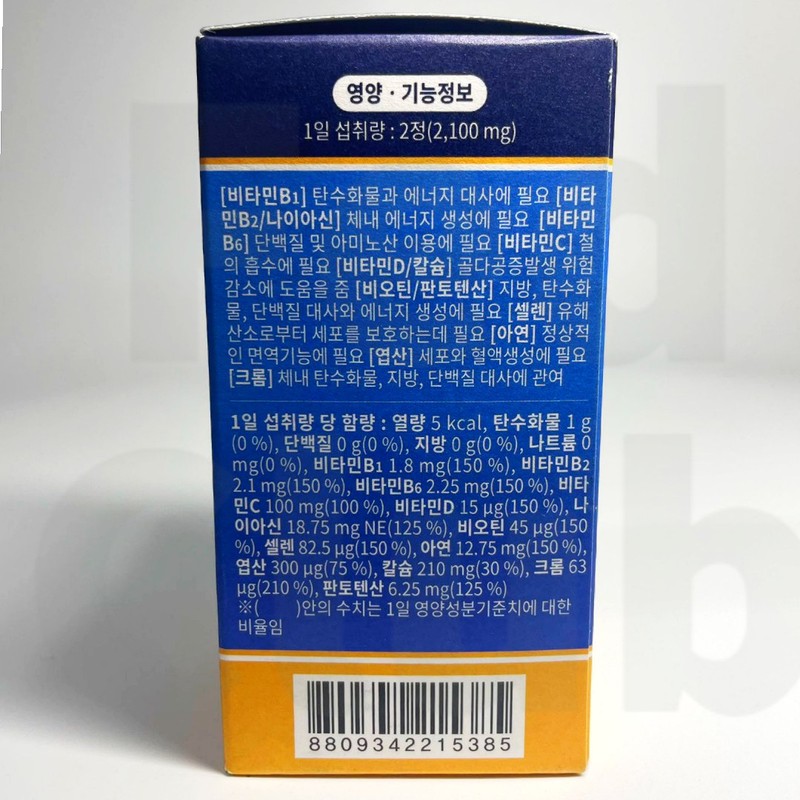 영양 · 기능정보
1일 섭취량 : 2정(2,100 mg)
[비타민B1] 탄수화물과 에너지 대사에 필요 [비타
민B2/나이아신] 체내 에너지 생성에 필요 [비타민
B6] 단백질 및 아미노산 이용에 필요 [비타민C] 철
의 흡수에 필요 [비타민D/칼슘] 골다공증발생 위험
감소에 도움을 줌 [비오틴/판토텐산] 지방, 탄수화
물, 단백질 대사와 에너지 생성에 필요 [셀렌] 유해
산소로부터 세포를 보호하는데 필요 [아연] 정상적
인 면역기능에 필요 [엽산] 세포와 혈액생성에 필요
[크롬] 체내 탄수화물, 지방, 단백질 대사에 관여
1일 섭취량 당 함량 : 열량 5 kcal, 탄수화물 1 g
(0 %), 단백질 0 g(0 %), 지방 0 g(0 %), 나트륨 0
mg(0 %), 비타민B1 1.8 mg(150 %), 비타민B2
2.1 mg(150 %), 비타민B6 2.25 mg(150 %), 비타
민C 100 mg(100 %), 비타민D 15 µg(150 %), 나
이아신 18.75 mg NE(125 %), 비오틴 45 µg(150
%), 셀렌 82.5 µg(150 %), 아연 12.75 mg(150 %),
엽산 300 µg(75 %), 칼슘 210 mg(30 %), 크롬 63
µg(210 %), 판토텐산 6.25 mg(125 %)
※( )안의 수치는 1일 영양성분기준치에 대한
비율임
8809342215385